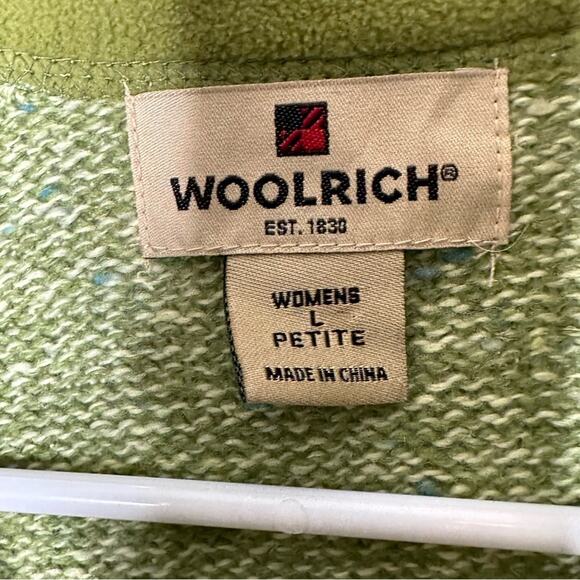 WOOLRICH®
EST. 1830
WOMENS
L
PETITE
MADE IN CHINA